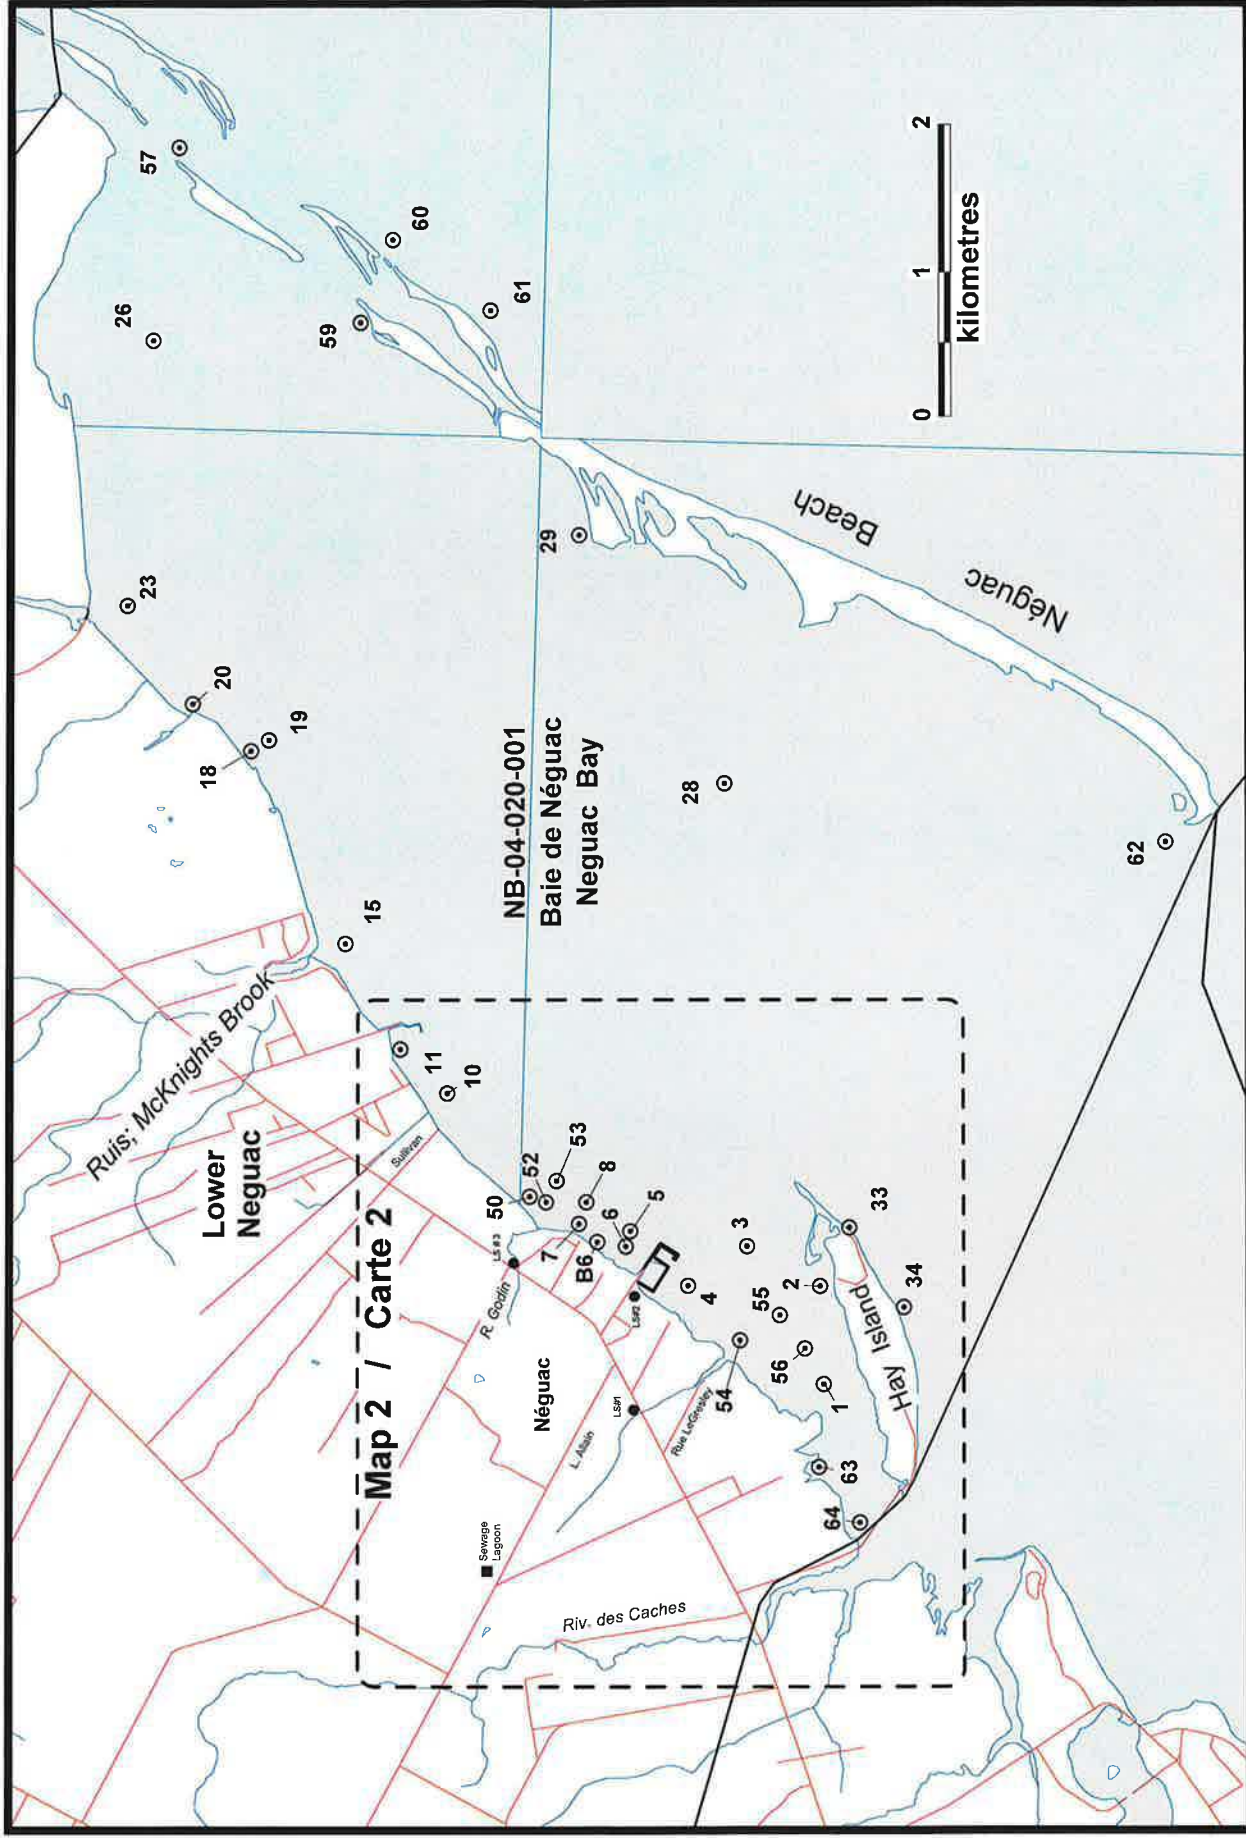 57
26
60
59
61
0 1 2
kilometres
23
29
Néguac Beach
20
19
18
28
NB-04-020-001
Baie de Néguac
Neguac Bay
62
15
Ruis; McKnights Brook
Lower
Neguac
11
10
Sullivan
Map 2 / Carte 2
50
52
53
LS #3
7
8
B6
6
5
R. Godin
LS#2
4
3
33
55
2
34
Hay Island
Néguac
54
56
1
L. Allain
LS#1
Rue LeGresley
63
64
Sewage
Lagoon
Riv. des Caches